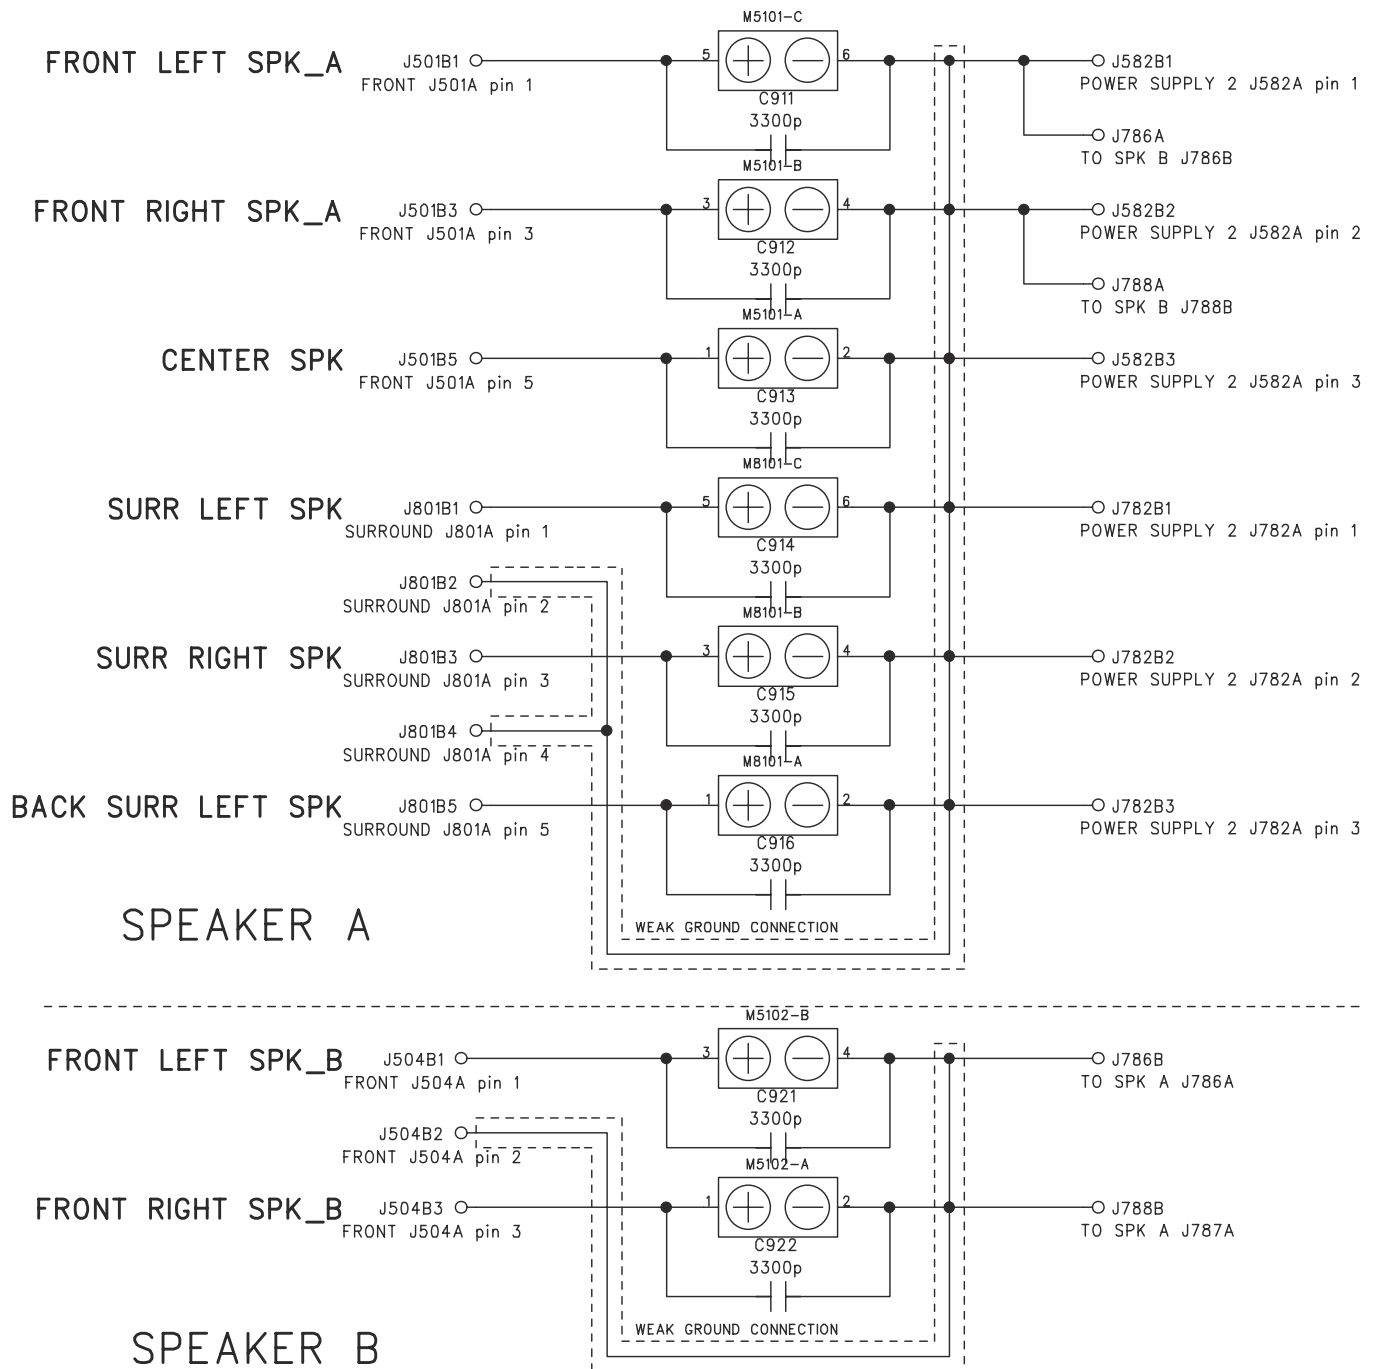 M5101-C
FRONT LEFT SPK_A
J501B1
5
6
J582B1
FRONT J501A pin 1
POWER SUPPLY 2 J582A pin 1
C911
3300p
J786A
TO SPK B J786B
M5101-B
FRONT RIGHT SPK_A
J501B3
3
4
J582B2
FRONT J501A pin 3
POWER SUPPLY 2 J582A pin 2
C912
3300p
J788A
TO SPK B J788B
M5101-A
CENTER SPK
J501B5
1
2
J582B3
FRONT J501A pin 5
POWER SUPPLY 2 J582A pin 3
C913
3300p
M8101-C
SURR LEFT SPK
J801B1
5
6
J782B1
SURROUND J801A pin 1
POWER SUPPLY 2 J782A pin 1
C914
3300p
J801B2
SURROUND J801A pin 2
M8101-B
SURR RIGHT SPK
J801B3
3
4
J782B2
SURROUND J801A pin 3
POWER SUPPLY 2 J782A pin 2
C915
3300p
J801B4
SURROUND J801A pin 4
M8101-A
BACK SURR LEFT SPK
J801B5
1
2
J782B3
SURROUND J801A pin 5
POWER SUPPLY 2 J782A pin 3
C916
3300p
SPEAKER A
WEAK GROUND CONNECTION
M5102-B
FRONT LEFT SPK_B
J504B1
3
4
J786B
FRONT J504A pin 1
TO SPK A J786A
C921
3300p
J504B2
FRONT J504A pin 2
M5102-A
FRONT RIGHT SPK_B
J504B3
1
2
J788B
FRONT J504A pin 3
TO SPK A J787A
C922
3300p
WEAK GROUND CONNECTION
SPEAKER B